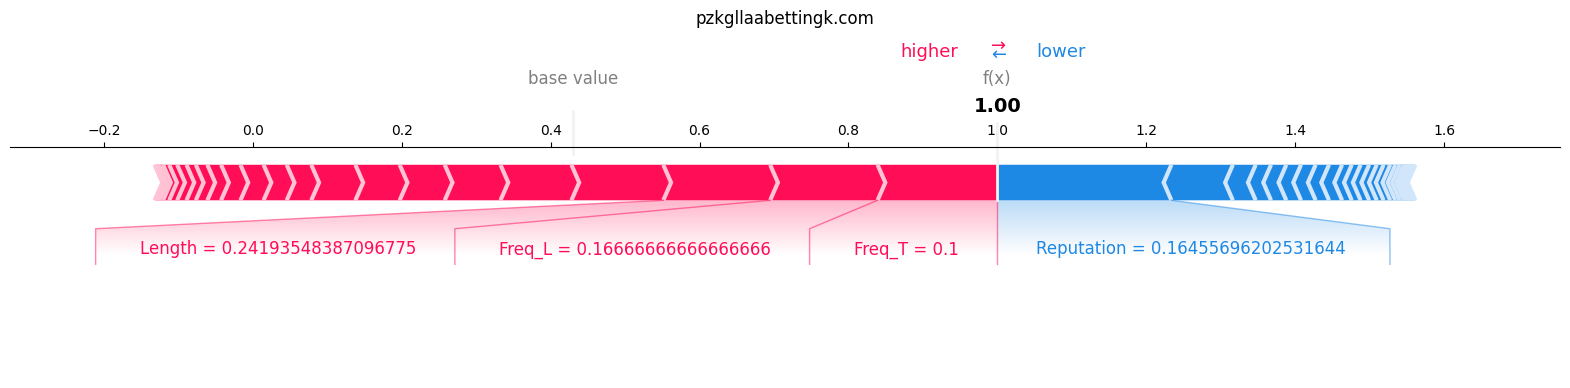 pzkgllaabettingk.com
higher ⇄ lower
base value f(x)
1.00
−0.2 0.0 0.2 0.4 0.6 0.8 1.0 1.2 1.4 1.6
Length = 0.24193548387096775 Freq_L = 0.16666666666666666 Freq_T = 0.1 Reputation = 0.16455696202531644